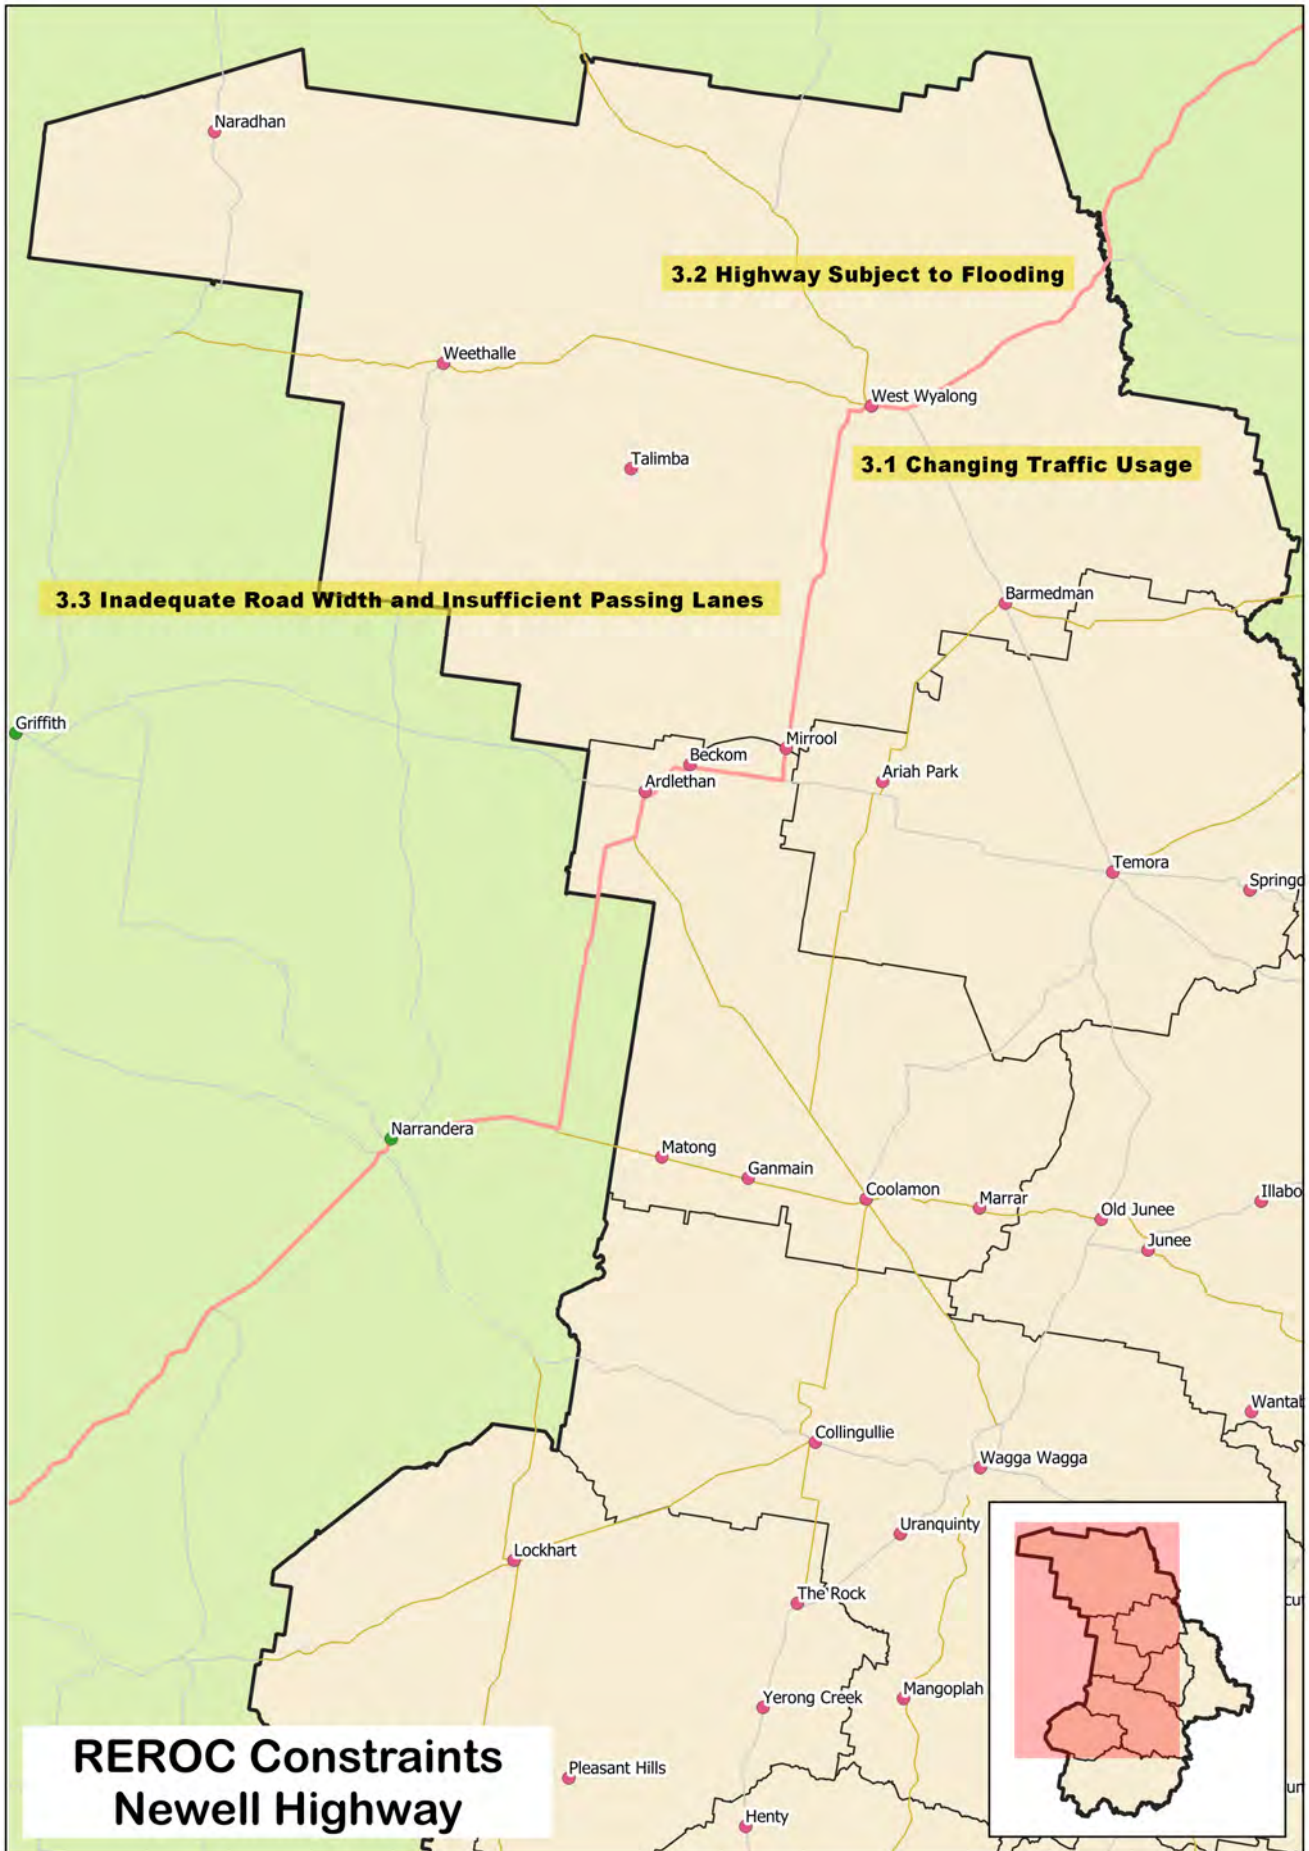 Naradhan
3.2 Highway Subject to Flooding
Weethalle
West Wyalong
Talimba
3.1 Changing Traffic Usage
3.3 Inadequate Road Width and Insufficient Passing Lanes
Barmedman
Griffith
Mirrool
Beckom
Ardlethan
Ariah Park
Temora
Springd
Narrandera
Matong
Ganmain
Coolamon
Marrar
Old Junee
Illabo
Junee
Wantab
Collingullie
Wagga Wagga
Uranquinty
Lockhart
The Rock
Yerong Creek
Mangoplah
Pleasant Hills
Henty
REROC Constraints
Newell Highway